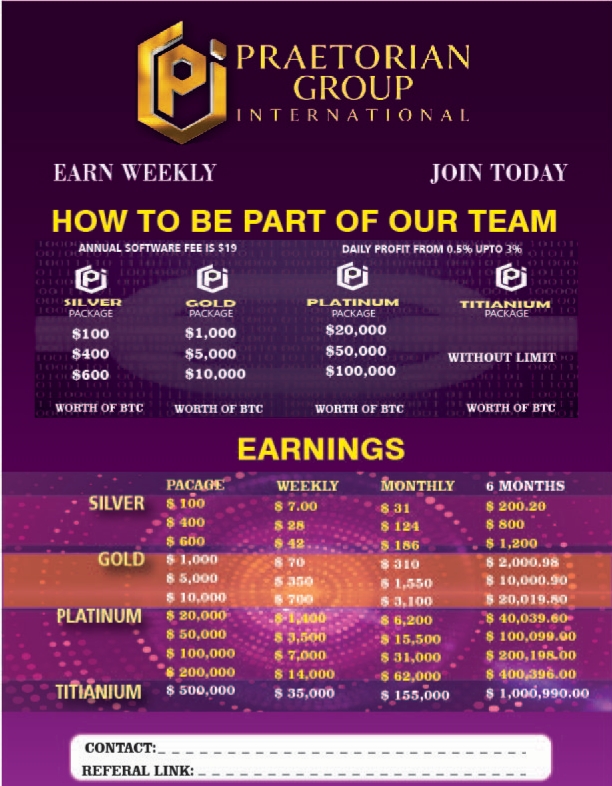 PRAETORIAN
GROUP
INTERNATIONAL
EARN WEEKLY JOIN TODAY
HOW TO BE PART OF OUR TEAM
ANNUAL SOFTWARE FEE IS $19 DAILY PROFIT FROM 0.5% UPTO 3%
SILVER GOLD PLATINUM TITIANIUM
PACKAGE PACKAGE PACKAGE PACKAGE
$100 $1,000 $20,000
$400 $5,000 $50,000 WITHOUT LIMIT
$600 $10,000 $100,000
WORTH OF BTC WORTH OF BTC WORTH OF BTC WORTH OF BTC
EARNINGS
PACAGE WEEKLY MONTHLY 6 MONTHS
SILVER $ 100 $ 7.00 $ 31 $ 200.20
$ 400 $ 28 $ 124 $ 800
$ 600 $ 42 $ 186 $ 1,200
GOLD $ 1,000 $ 70 $ 310 $ 2,000.98
$ 5,000 $ 350 $ 1,550 $ 10,000.90
$ 10,000 $ 700 $ 3,100 $ 20,019.80
PLATINUM $ 20,000 $ 1,400 $ 6,200 $ 40,039.60
$ 50,000 $ 3,500 $ 15,500 $ 100,099.00
$ 100,000 $ 7,000 $ 31,000 $ 200,198.00
$ 200,000 $ 14,000 $ 62,000 $ 400,396.00
TITIANIUM $ 500,000 $ 35,000 $ 155,000 $ 1,000,990.00
CONTACT:
REFERAL LINK: